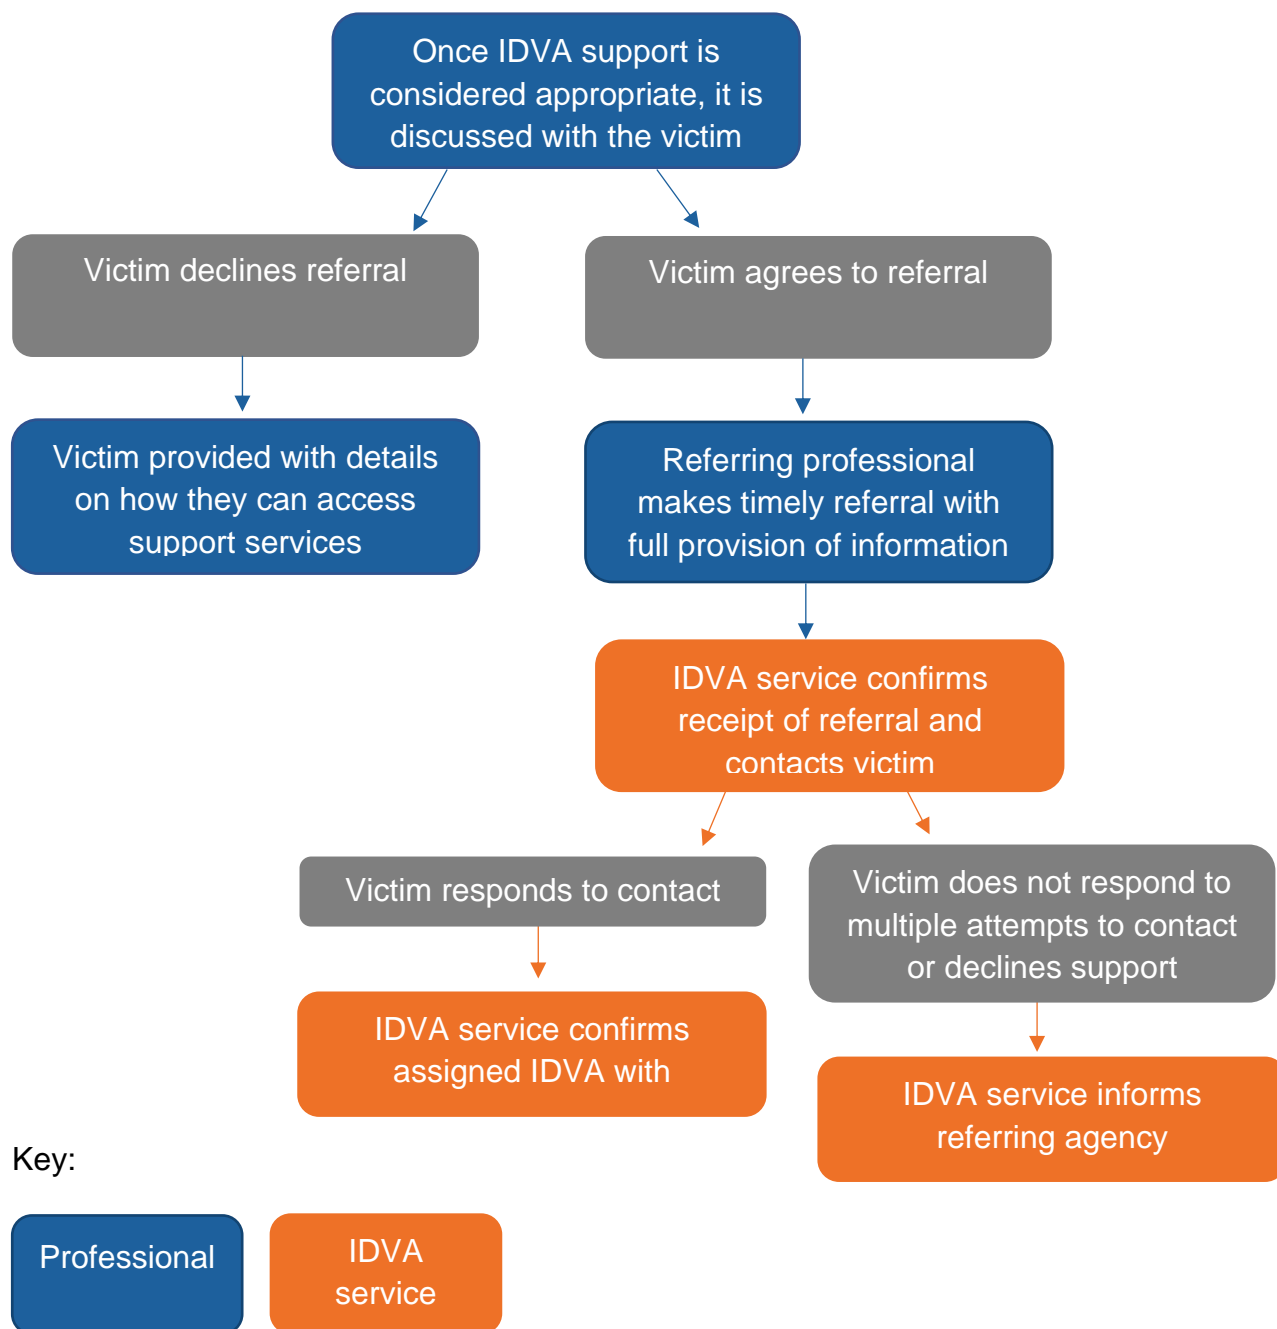 Once IDVA support is
considered appropriate, it is
discussed with the victim
Victim declines referral
Victim agrees to referral
Victim provided with details
on how they can access
support services
Referring professional
makes timely referral with
full provision of information
IDVA service confirms
receipt of referral and
contacts victim
Victim responds to contact
Victim does not respond to
multiple attempts to contact
or declines support
IDVA service confirms
assigned IDVA with
IDVA service informs
referring agency
Key:
Professional
IDVA
service